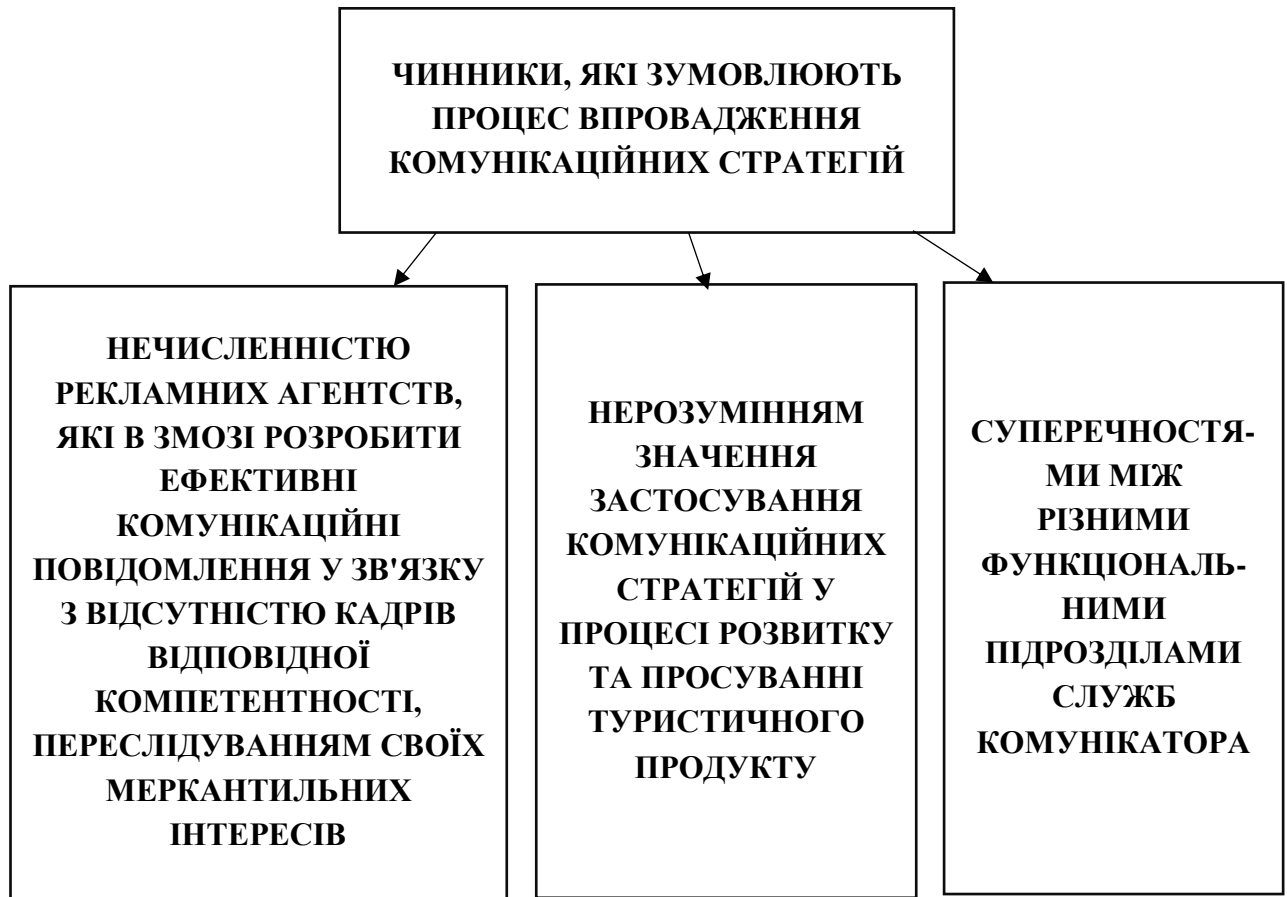 ЧИННИКИ, ЯКІ ЗУМОВЛЮЮТЬ
ПРОЦЕС ВПРОВАДЖЕННЯ
КОМУНІКАЦІЙНИХ СТРАТЕГІЙ
НЕЧИСЛЕННІСТЮ
РЕКЛАМНИХ АГЕНТСТВ,
ЯКІ В ЗМОЗІ РОЗРОБИТИ
ЕФЕКТИВНІ
КОМУНІКАЦІЙНІ
ПОВІДОМЛЕННЯ У ЗВ'ЯЗКУ
З ВІДСУТНІСТЮ КАДРІВ
ВІДПОВІДНОЇ
КОМПЕТЕНТНОСТІ,
ПЕРЕСЛІДУВАННЯМ СВОЇХ
МЕРКАНТИЛЬНИХ
ІНТЕРЕСІВ
НЕРОЗУМІННЯМ
ЗНАЧЕННЯ
ЗАСТОСУВАННЯ
КОМУНІКАЦІЙНИХ
СТРАТЕГІЙ У
ПРОЦЕСІ РОЗВИТКУ
ТА ПРОСУВАННІ
ТУРИСТИЧНОГО
ПРОДУКТУ
СУПЕРЕЧНОСТЯ-
МИ МІЖ
РІЗНИМИ
ФУНКЦІОНАЛЬ-
НИМИ
ПІДРОЗДІЛАМИ
СЛУЖБ
КОМУНІКАТОРА